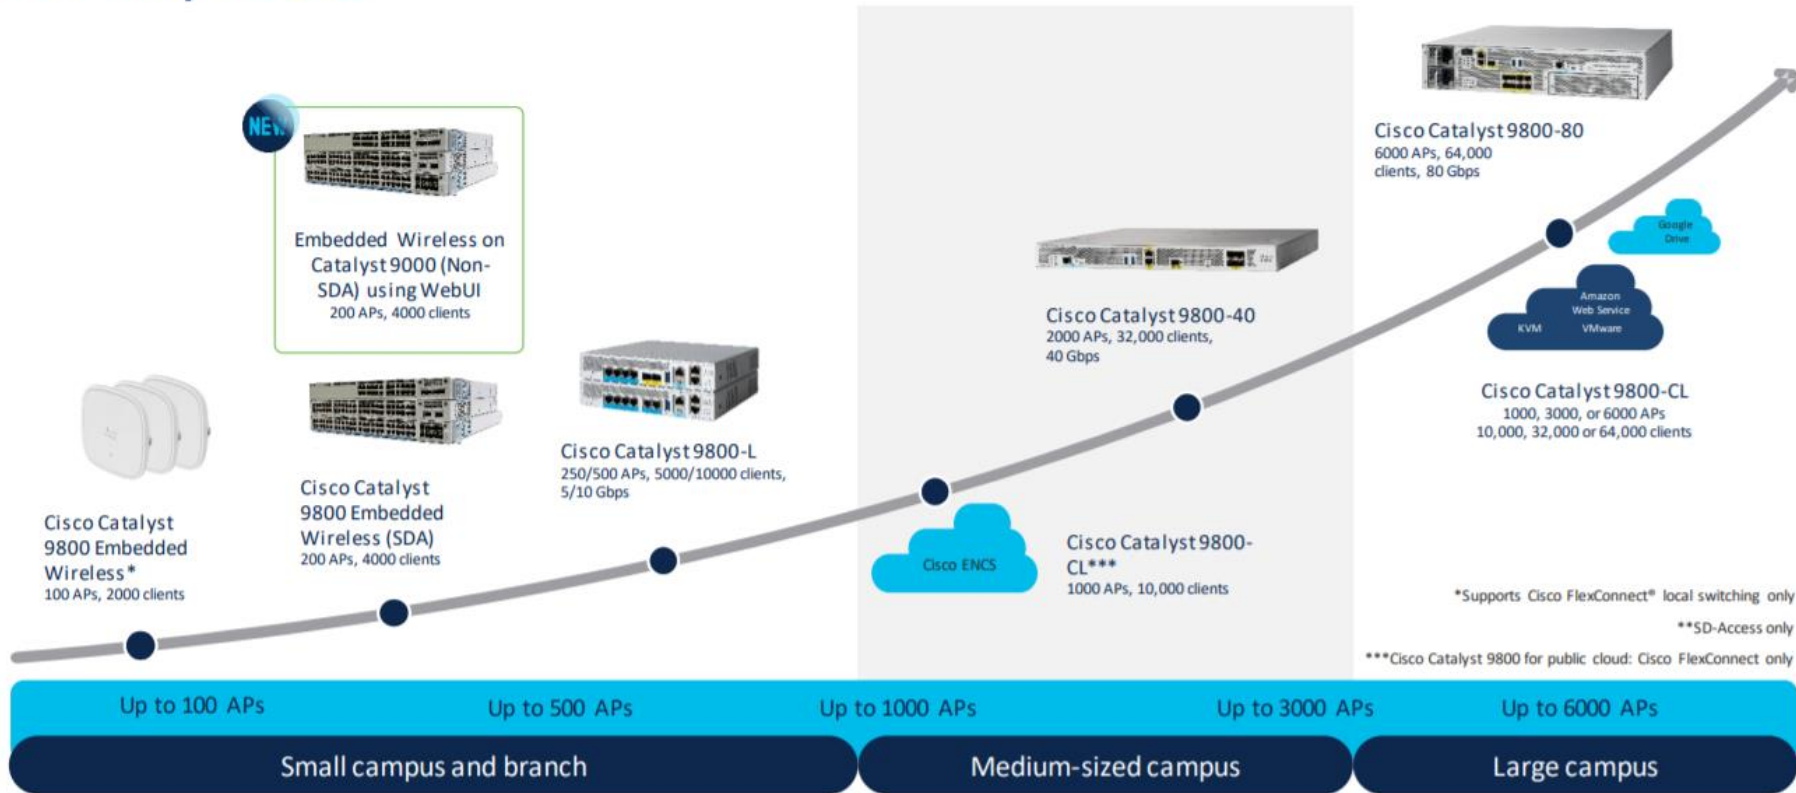 NEW
Embedded Wireless on
Catalyst 9000 (Non-
SDA) using WebUI
200 APs, 4000 clients
Cisco Catalyst
9800 Embedded
Wireless*
100 APs, 2000 clients
Cisco Catalyst
9800 Embedded
Wireless (SDA)
200 APs, 4000 clients
Cisco Catalyst 9800-L
250/500 APs, 5000/10000 clients,
5/10 Gbps
Cisco ENCS
Cisco Catalyst 9800-
CL***
1000 APs, 10,000 clients
Cisco Catalyst 9800-40
2000 APs, 32,000 clients,
40 Gbps
Cisco Catalyst 9800-80
6000 APs, 64,000
clients, 80 Gbps
Google
Drive
Amazon
Web Service
KVM VMware
Cisco Catalyst 9800-CL
1000, 3000, or 6000 APs
10,000, 32,000 or 64,000 clients
*Supports Cisco FlexConnect® local switching only
**SD-Access only
***Cisco Catalyst 9800 for public cloud: Cisco FlexConnect only
Up to 100 APs
Up to 500 APs
Up to 1000 APs
Up to 3000 APs
Up to 6000 APs
Small campus and branch
Medium-sized campus
Large campus